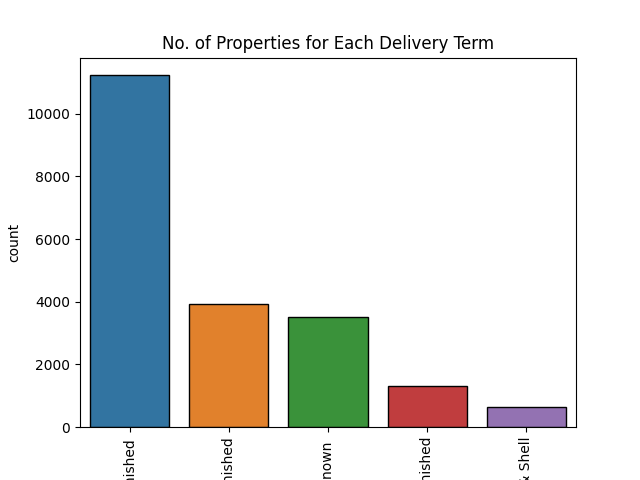 No. of Properties for Each Delivery Term
count
10000
8000
6000
4000
2000
0
nished
nished
nown
nished
& Shell